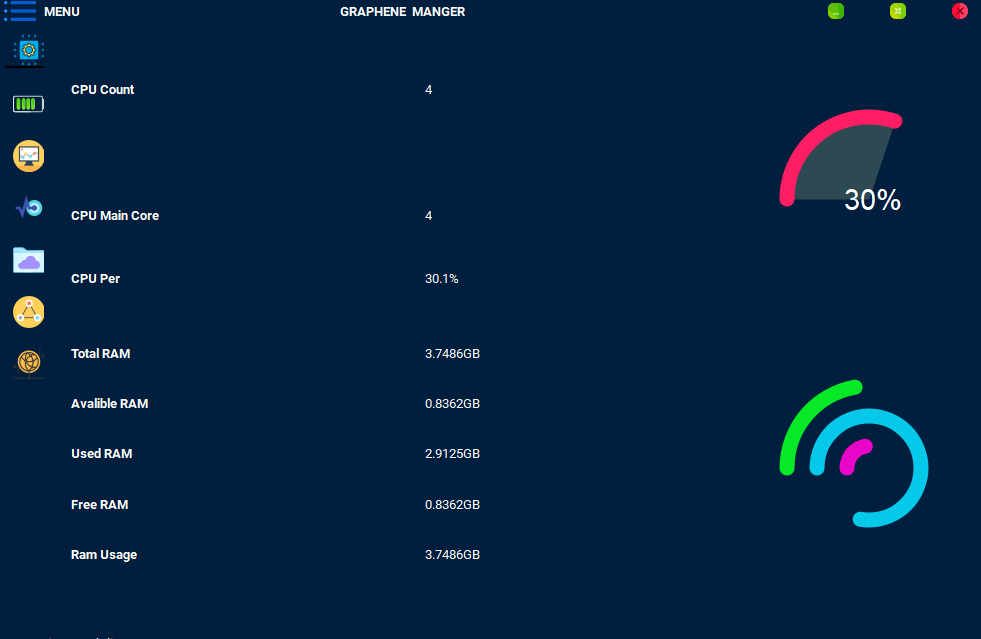 MENU GRAPHENE MANGER
CPU Count 4
CPU Main Core 4
30%
CPU Per 30.1%
Total RAM 3.7486GB
Avalible RAM 0.8362GB
Used RAM 2.9125GB
Free RAM 0.8362GB
Ram Usage 3.7486GB